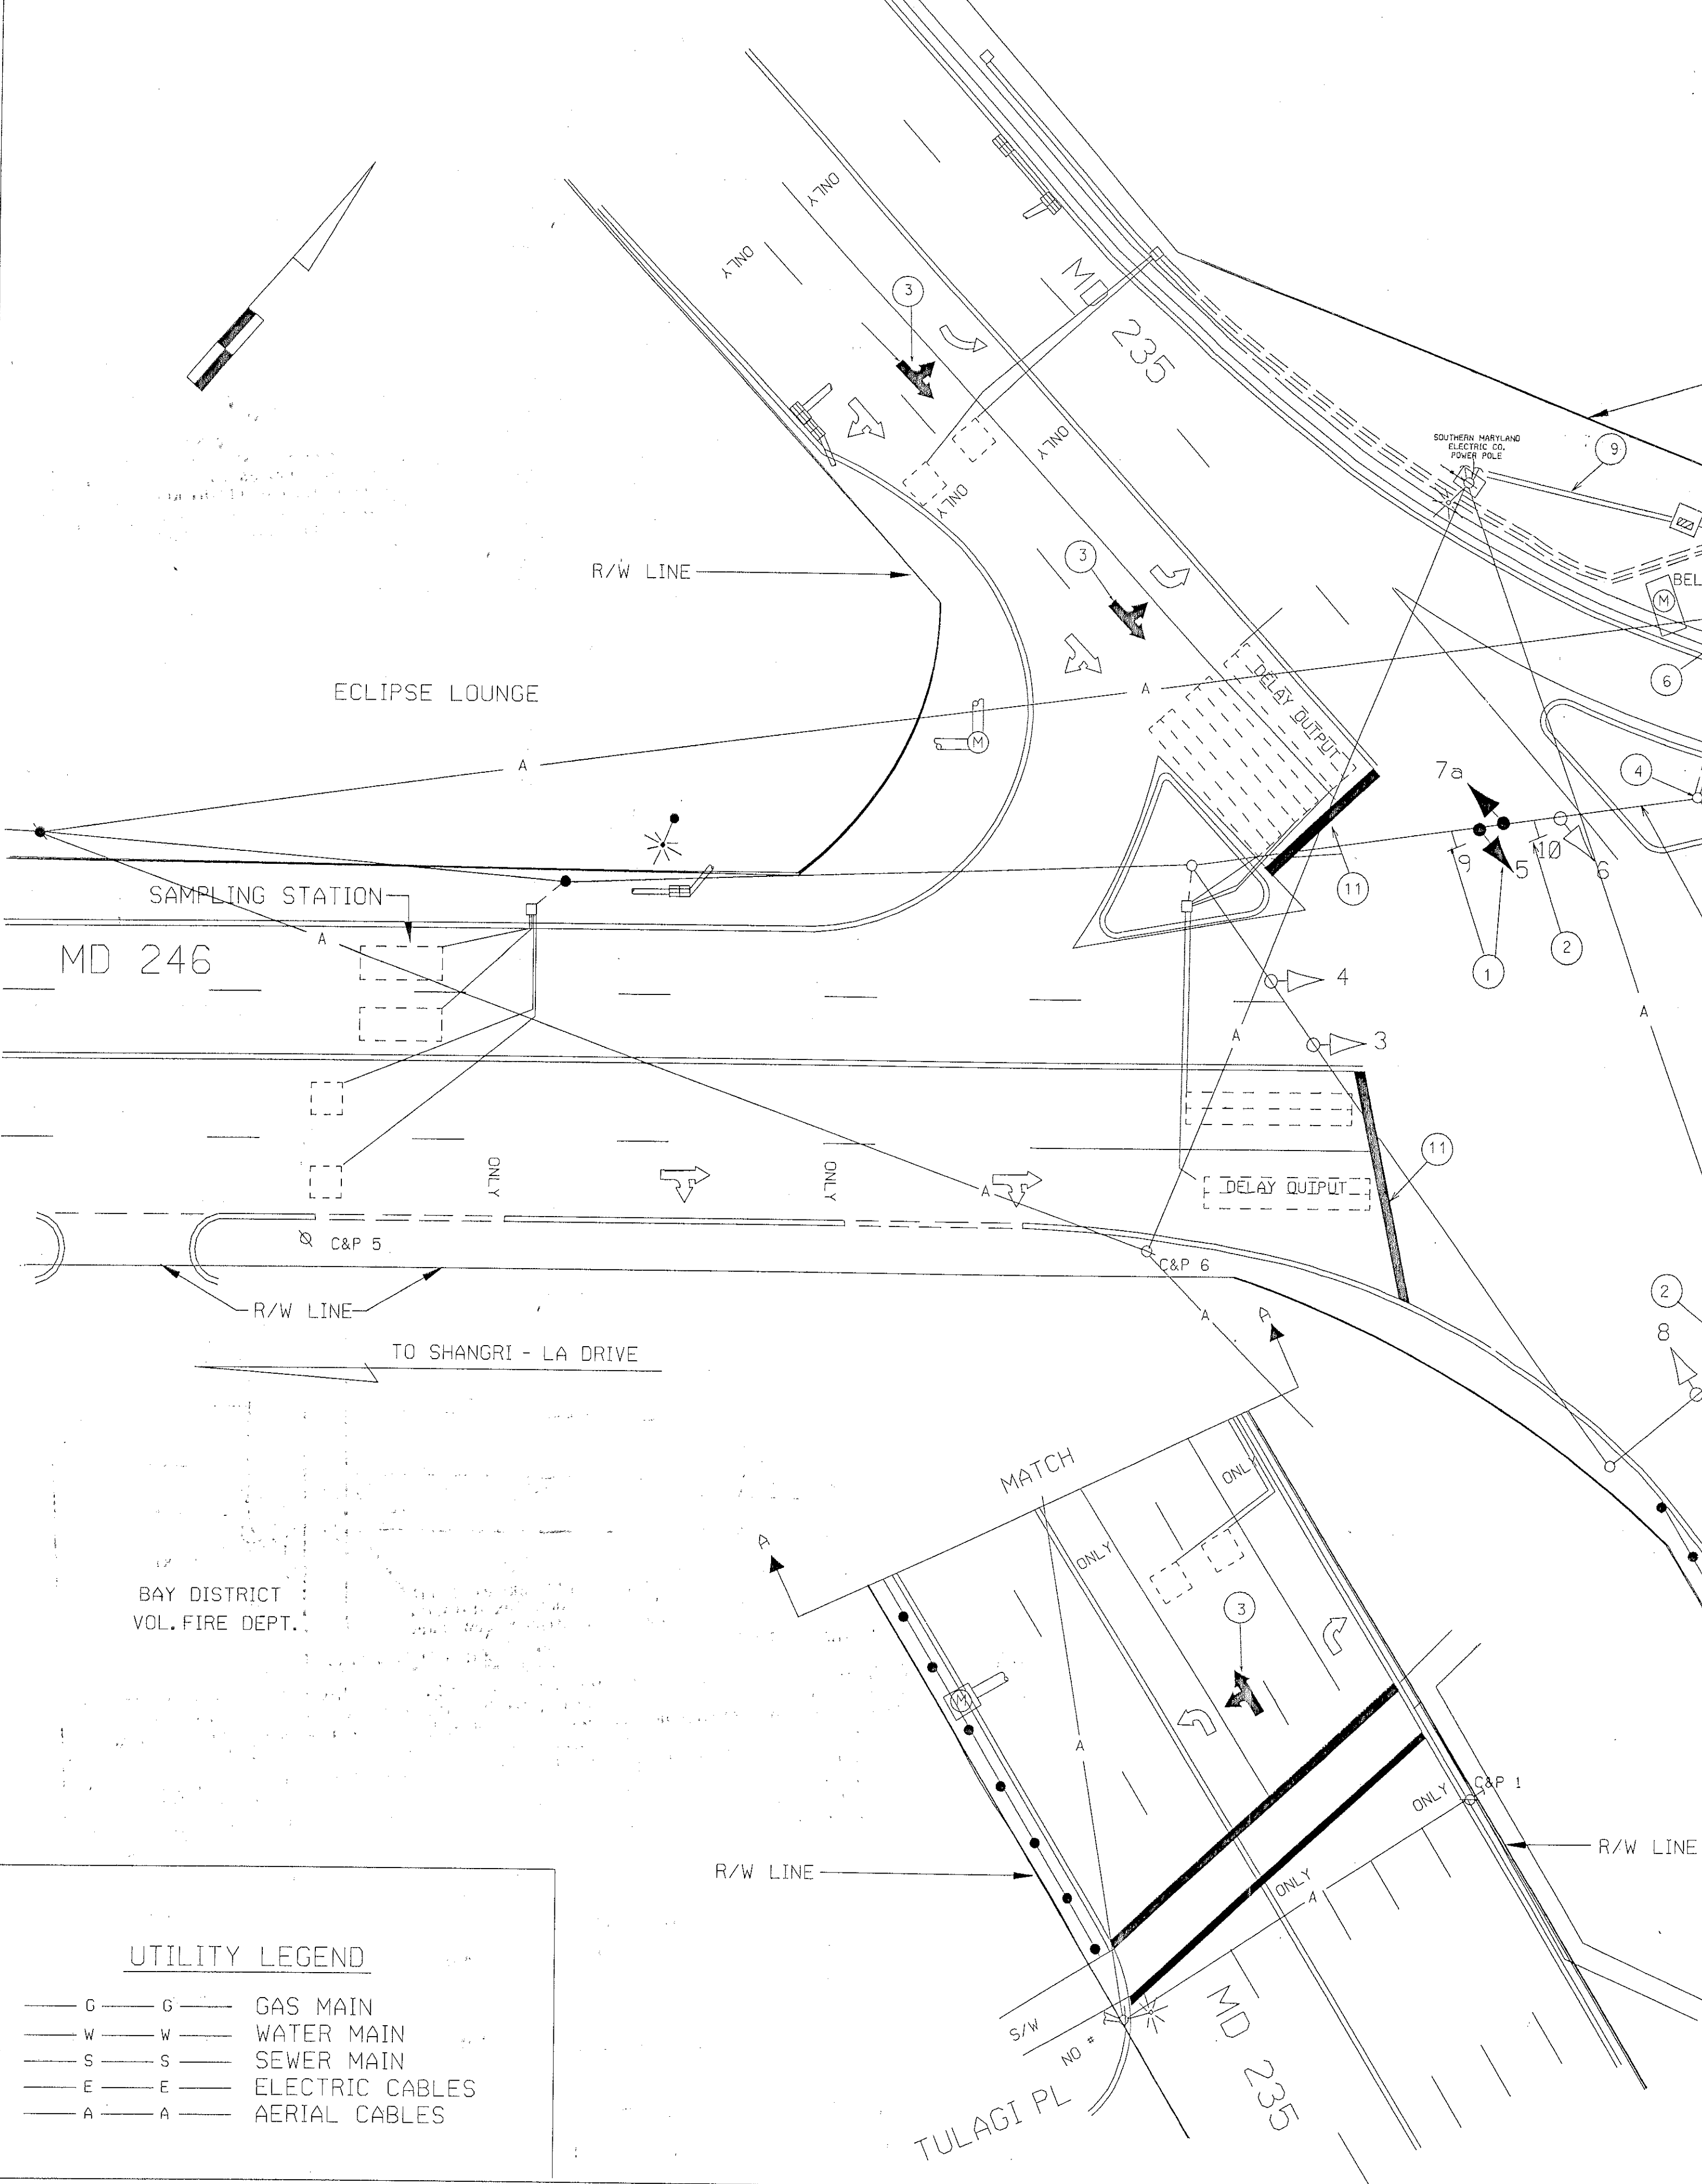 ONLY
ONLY
3
MD 235
SOUTHERN MARYLAND
ELECTRIC CO.
POWER POLE
9
ONLY
ONLY
3
R/W LINE
BEL
M
6
ECLIPSE LOUNGE
A
DELAY OUTPUT
M
A
7a
4
9
5
10
6
11
SAMPLING STATION
A
MD 246
1
2
4
A
A
3
11
ONLY
ONLY
A
DELAY OUTPUT
C&P 5
C&P 6
R/W LINE
A
A
2
8
TO SHANGRI - LA DRIVE
MATCH
ONLY
A
ONLY
BAY DISTRICT
VOL. FIRE DEPT.
3
M
A
C&P 1
ONLY
R/W LINE
R/W LINE
ONLY
A
UTILITY LEGEND
G G GAS MAIN
W W WATER MAIN
S S SEWER MAIN
E E ELECTRIC CABLES
A A AERIAL CABLES
S/W
NO #
MD 235
TULAGI PL